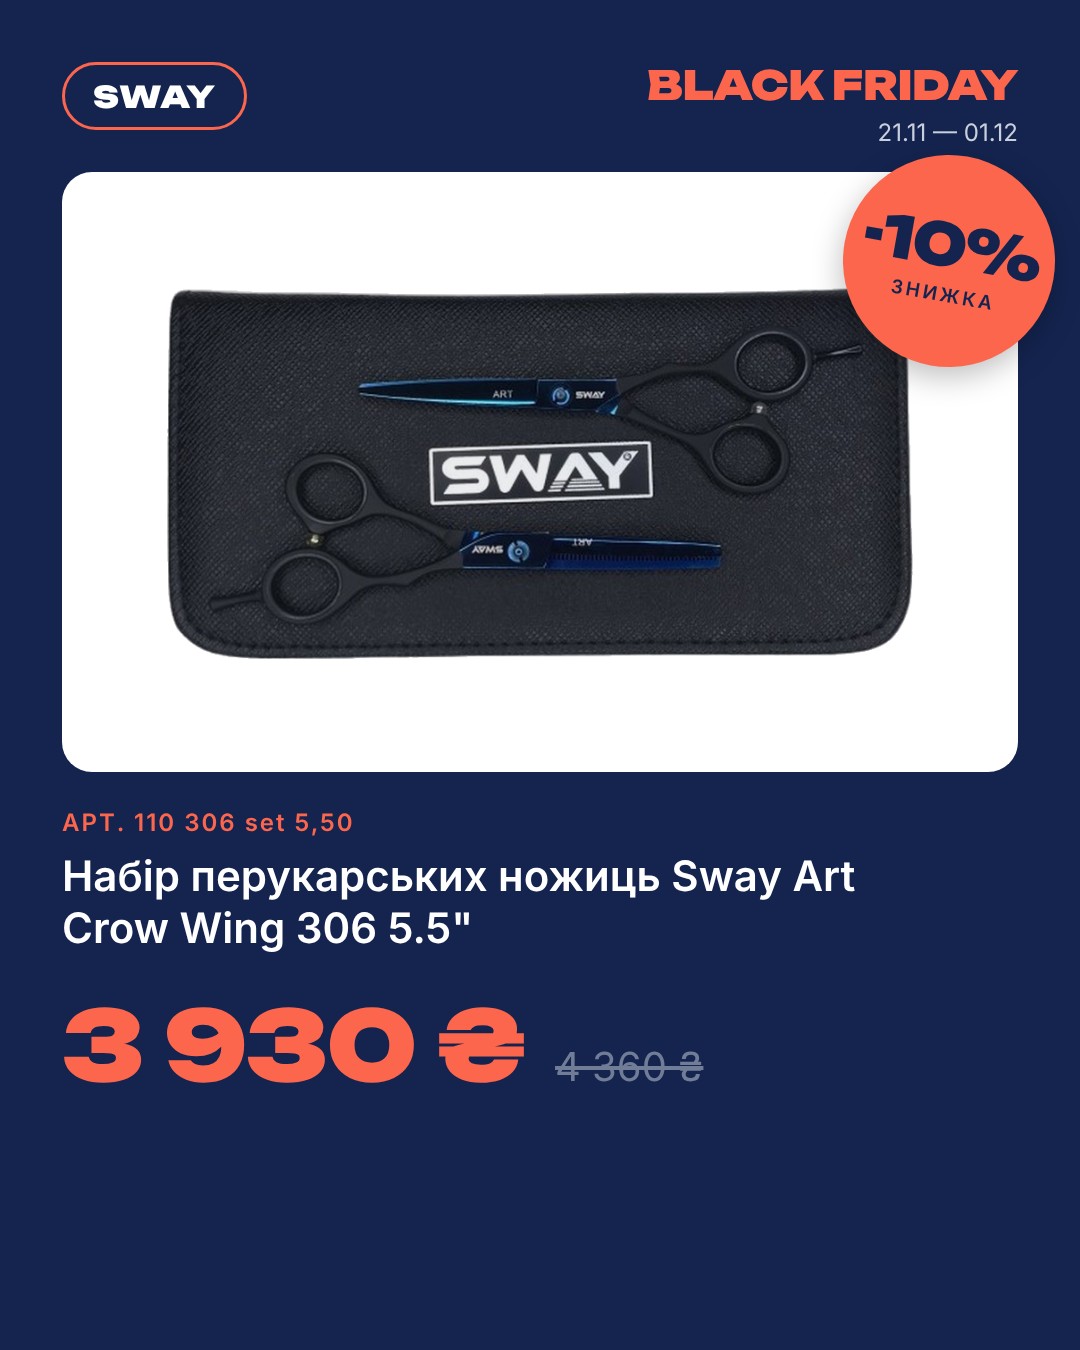 SWAY
BLACK FRIDAY
21.11 — 01.12
-10%
ЗНИЖКА
ART SWAY
SWAY®
SWAY ART
АРТ. 110 306 set 5,50
Набір перукарських ножиць Sway Art
Crow Wing 306 5.5"
3 930 ₴ 4 360 ₴